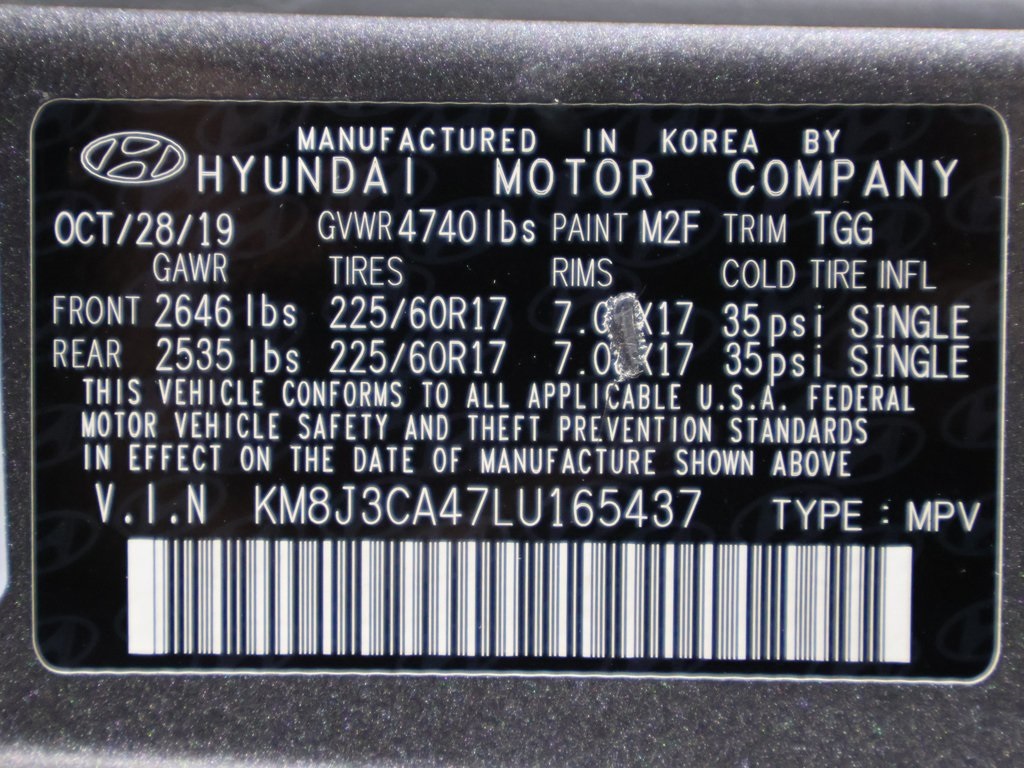 MANUFACTURED IN KOREA BY
HYUNDAI MOTOR COMPANY
OCT/28/19 GVWR 4740 lbs PAINT M2F TRIM TGG
GAWR TIRES RIMS COLD TIRE INFL
FRONT 2646 lbs 225/60R17 35psi SINGLE
REAR 2535 lbs 225/60R17 35psi SINGLE
THIS VEHICLE CONFORMS TO ALL APPLICABLE U.S.A. FEDERAL
MOTOR VEHICLE SAFETY AND THEFT PREVENTION STANDARDS
IN EFFECT ON THE DATE OF MANUFACTURE SHOWN ABOVE
V.I.N KM8J3CA47LU165437 TYPE : MPV